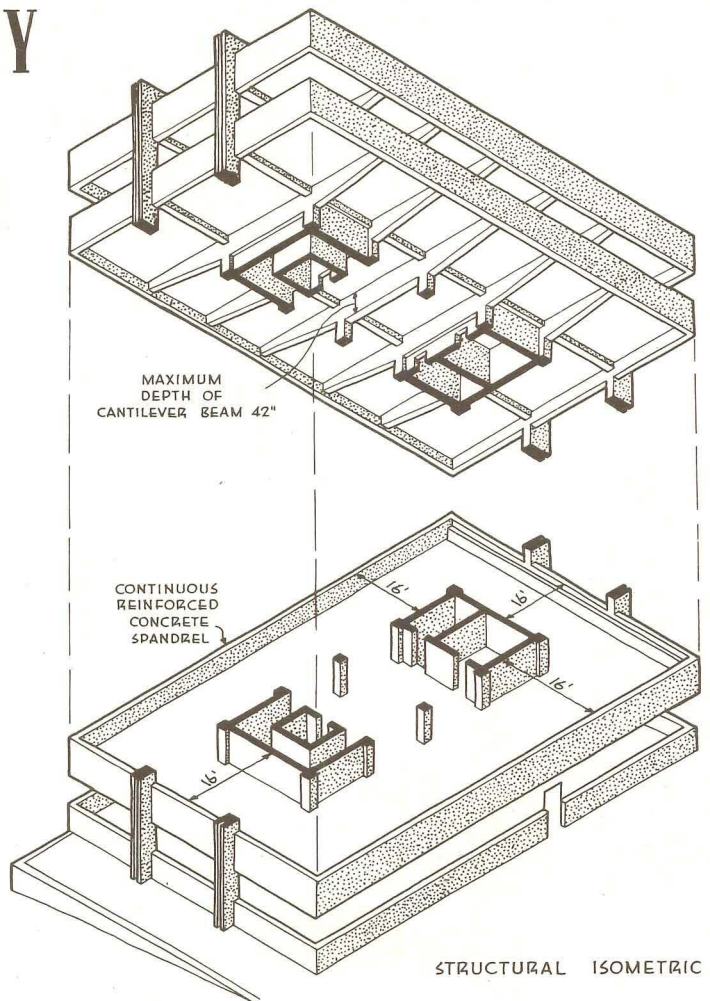 Y
MAXIMUM
DEPTH OF
CANTILEVER BEAM 42"
CONTINUOUS
REINFORCED
CONCRETE
SPANDREL
16'
16'
16'
16'
STRUCTURAL ISOMETRIC